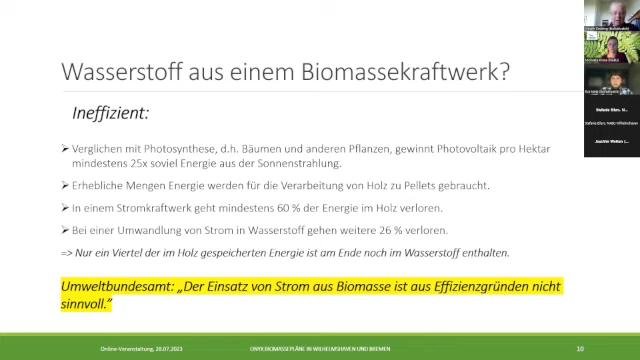 Wasserstoff aus einem Biomassekraftwerk?
Ineffizient:
➢ Verglichen mit Photosynthese, d.h. Bäumen und anderen Pflanzen, gewinnt Photovoltaik pro Hektar
mindestens 25x soviel Energie aus der Sonnenstrahlung.
➢ Erhebliche Mengen Energie werden für die Verarbeitung von Holz zu Pellets gebraucht.
➢ In einem Stromkraftwerk geht mindestens 60 % der Energie im Holz verloren.
➢ Bei einer Umwandlung von Strom in Wasserstoff gehen weitere 26 % verloren.
=> Nur ein Viertel der im Holz gespeicherten Energie ist am Ende noch im Wasserstoff enthalten.
Umweltbundesamt: „Der Einsatz von Strom aus Biomasse ist aus Effizienzgründen nicht
sinnvoll.”
Online-Veranstaltung, 20.07.2023
ONYX BIOMASSEPLÄNE IN WILHELMSHAVEN UND BREMEN
10